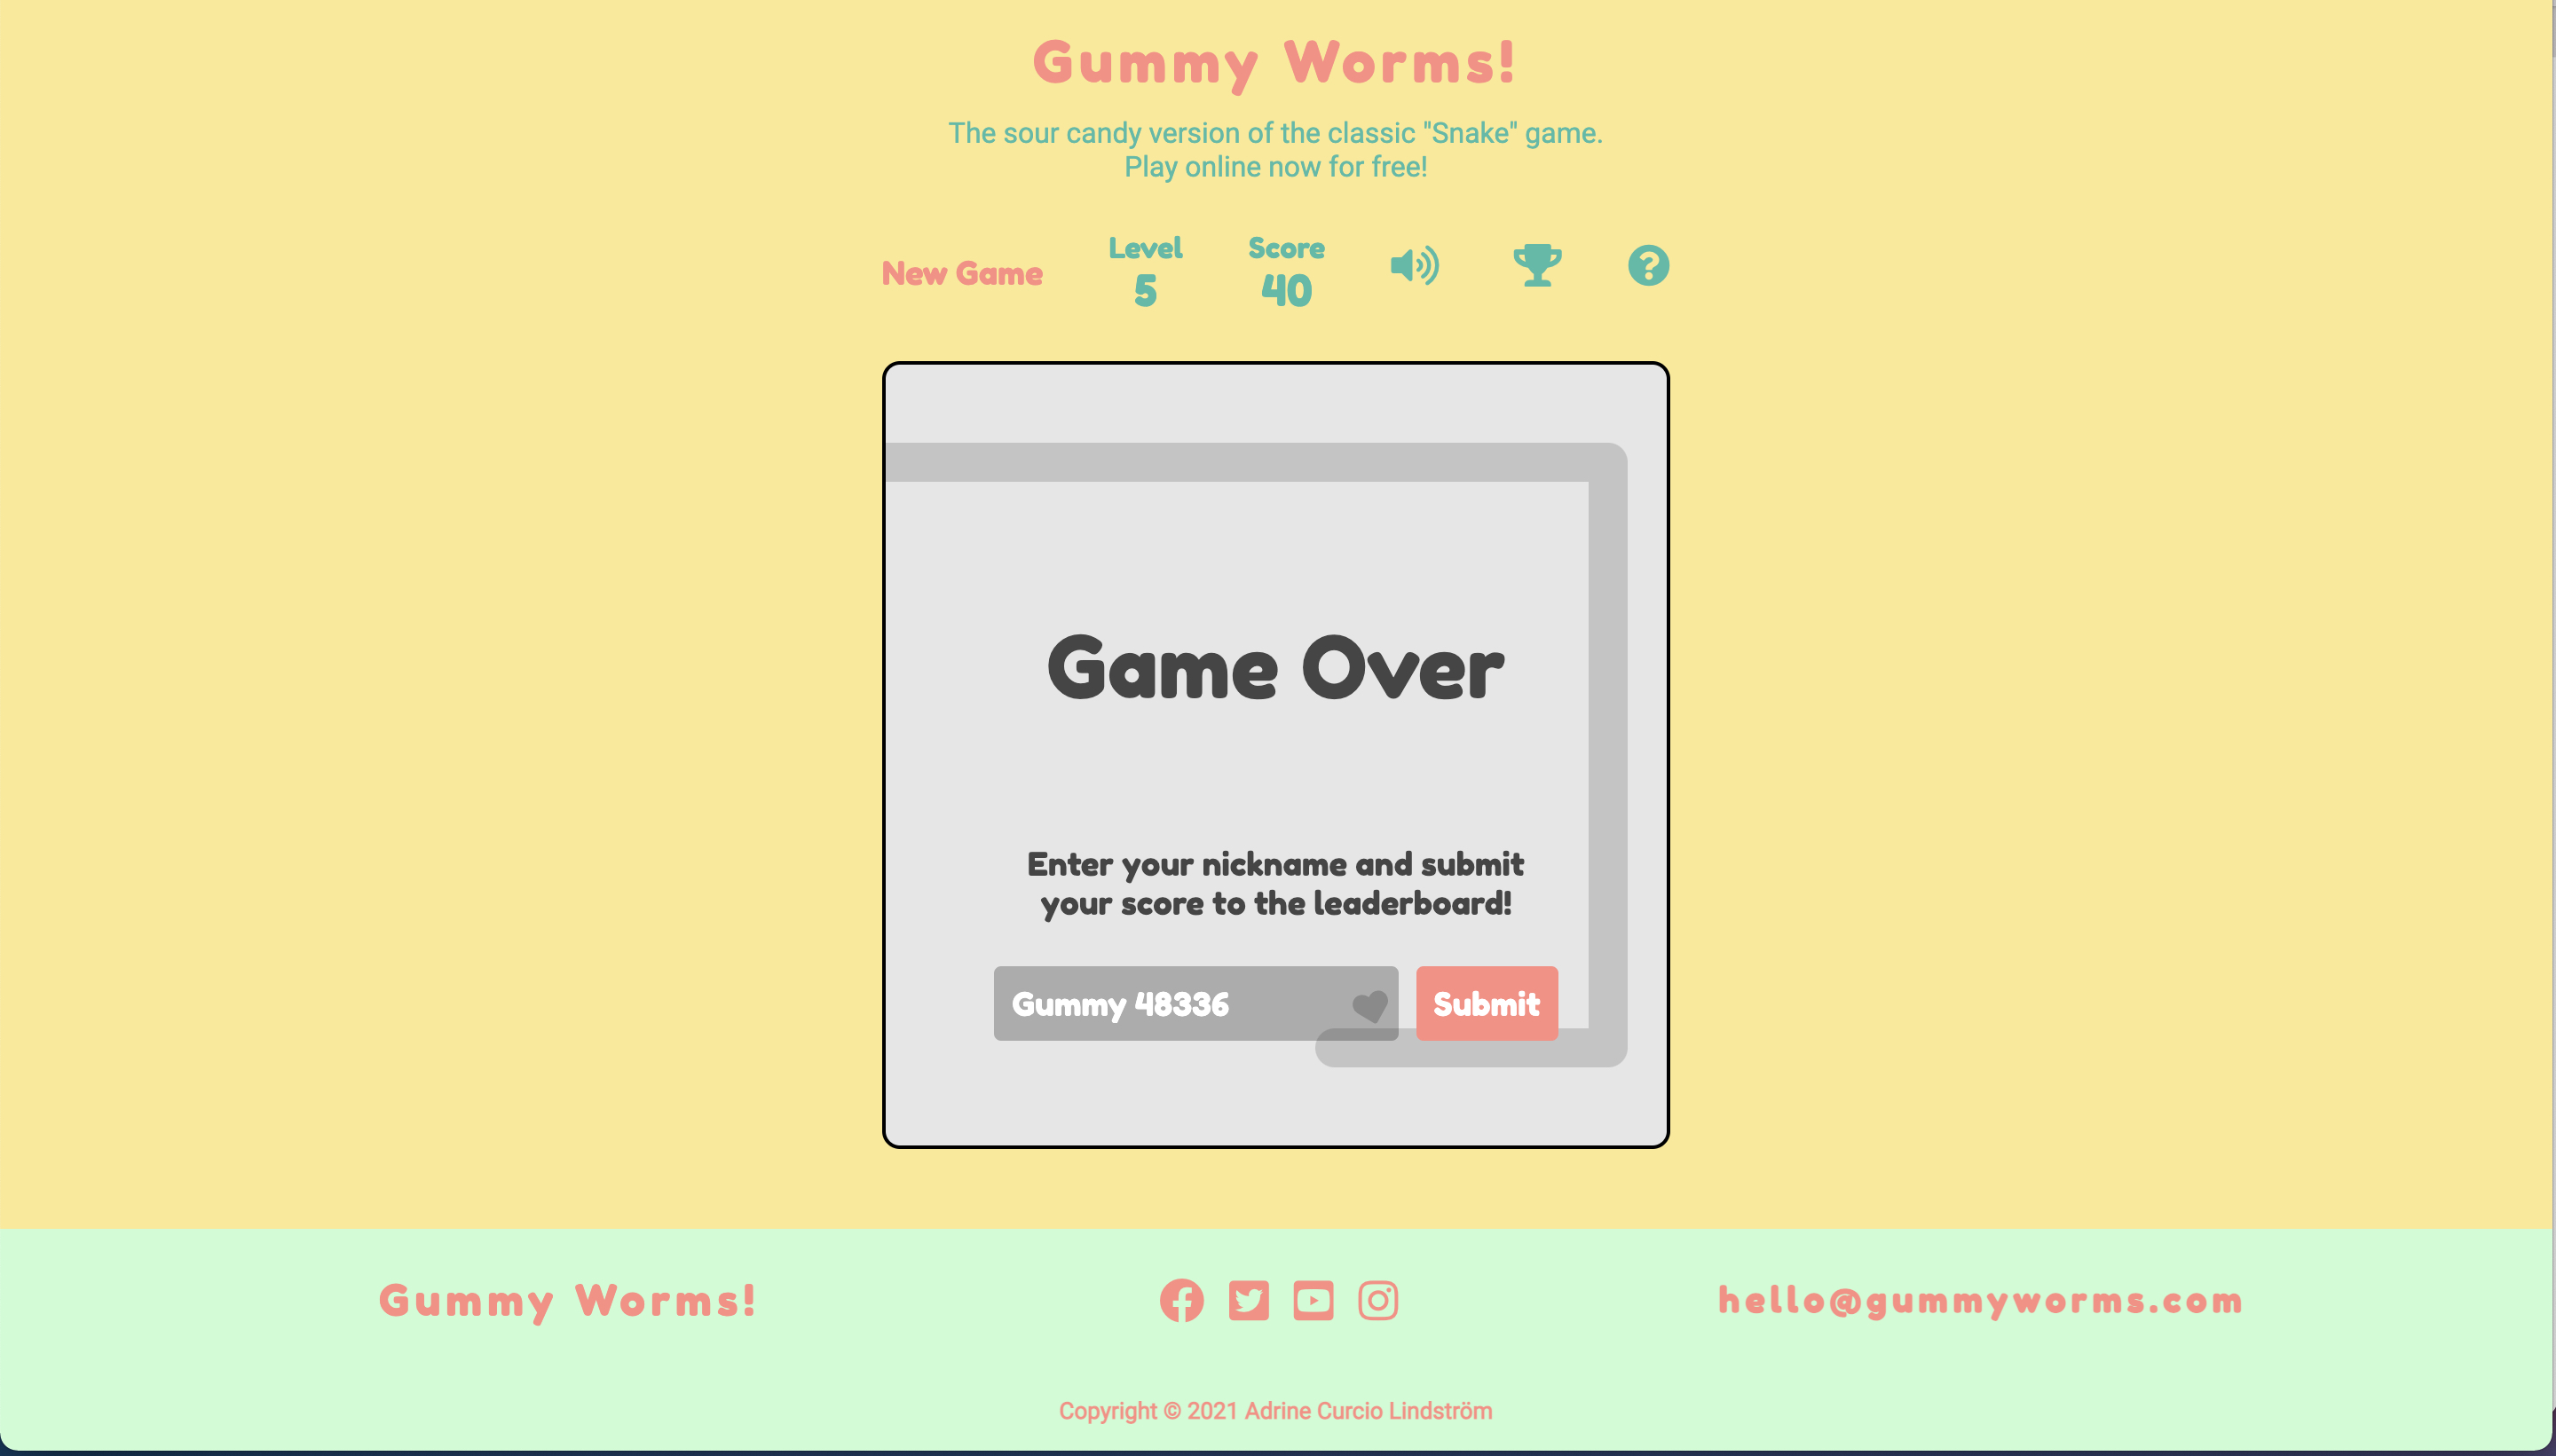 Gummy Worms!
The sour candy version of the classic "Snake" game.
Play online now for free!
New Game
Level
5
Score
40
Game Over
Enter your nickname and submit
your score to the leaderboard!
Gummy 48336
Submit
Gummy Worms!
hello@gummyworms.com
Copyright © 2021 Adrine Curcio Lindström